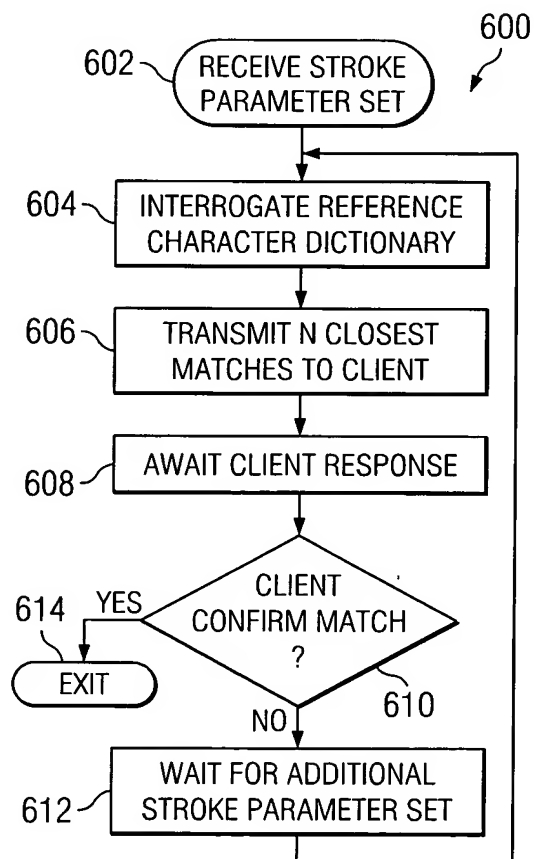 600
602
RECEIVE STROKE
PARAMETER SET
604
INTERROGATE REFERENCE
CHARACTER DICTIONARY
606
TRANSMIT N CLOSEST
MATCHES TO CLIENT
608
AWAIT CLIENT RESPONSE
CLIENT
CONFIRM MATCH
?
610
YES
614
EXIT
NO
612
WAIT FOR ADDITIONAL
STROKE PARAMETER SET